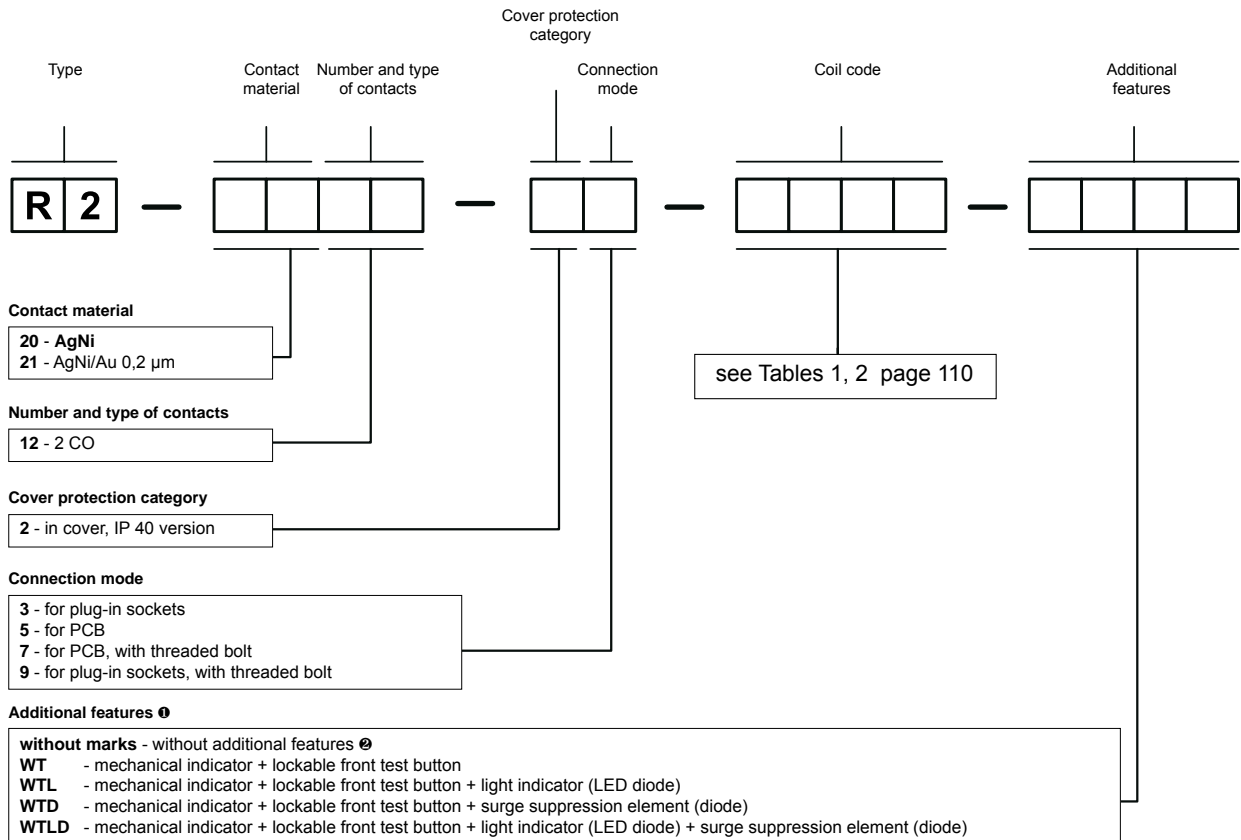 Cover protection
category
Type
Contact
material
Number and type
of contacts
Connection
mode
Coil code
Additional
features
R 2 — — — —
Contact material
20 - AgNi
21 - AgNi/Au 0,2 µm
see Tables 1, 2 page 110
Number and type of contacts
12 - 2 CO
Cover protection category
2 - in cover, IP 40 version
Connection mode
3 - for plug-in sockets
5 - for PCB
7 - for PCB, with threaded bolt
9 - for plug-in sockets, with threaded bolt
Additional features ❶
without marks - without additional features ❷
WT - mechanical indicator + lockable front test button
WTL - mechanical indicator + lockable front test button + light indicator (LED diode)
WTD - mechanical indicator + lockable front test button + surge suppression element (diode)
WTLD - mechanical indicator + lockable front test button + light indicator (LED diode) + surge suppression element (diode)